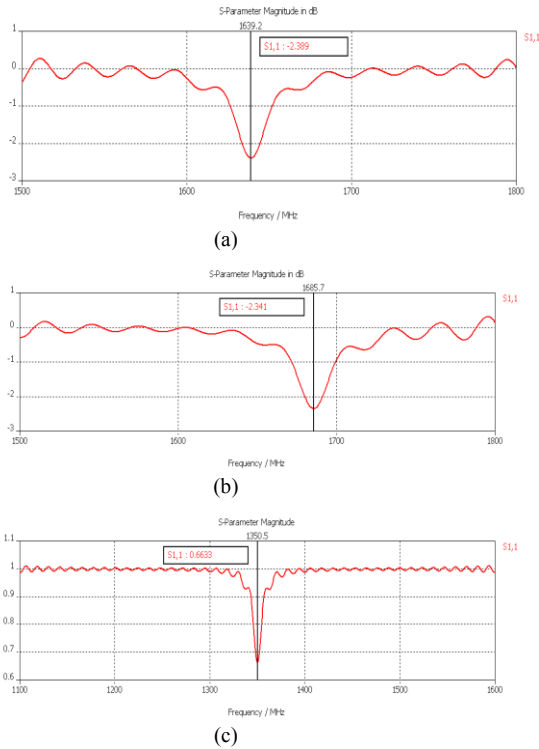 S-Parameter Magnitude in dB
1639.2
S1,1 : -2.389
S1,1
1
0
-1
-2
-3
1500 1600 1700 1800
Frequency / MHz
(a)
S-Parameter Magnitude in dB
1685.7
S1,1 : -2.341
S1,1
1
0
-1
-2
-3
1500 1600 1700 1800
Frequency / MHz
(b)
S-Parameter Magnitude
1350.5
S1,1 : 0.6633
S1,1
1.1
1
0.9
0.8
0.7
0.6
1100 1200 1300 1400 1500 1600
Frequency / MHz
(c)